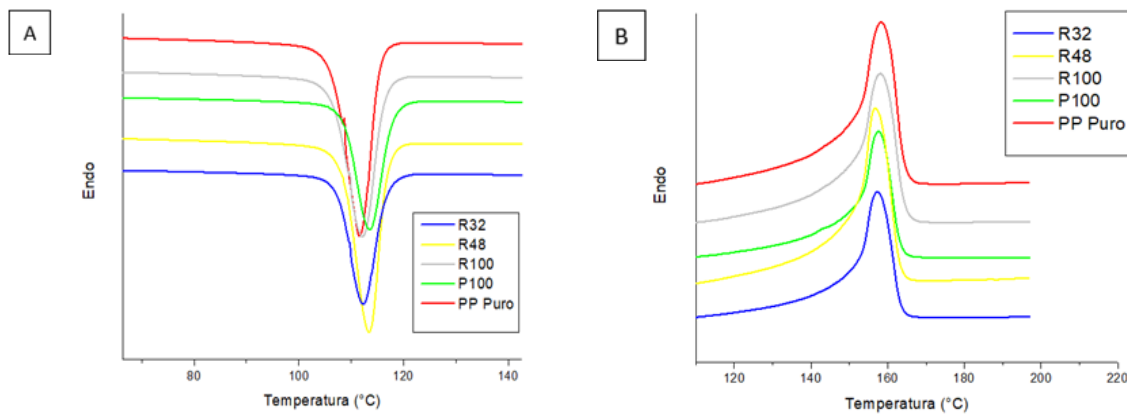 A
Endo
R32
R48
R100
P100
PP Puro
80 100 120 140
Temperatura (°C)
B
Endo
R32
R48
R100
P100
PP Puro
120 140 160 180 200 220
Temperatura (°C)